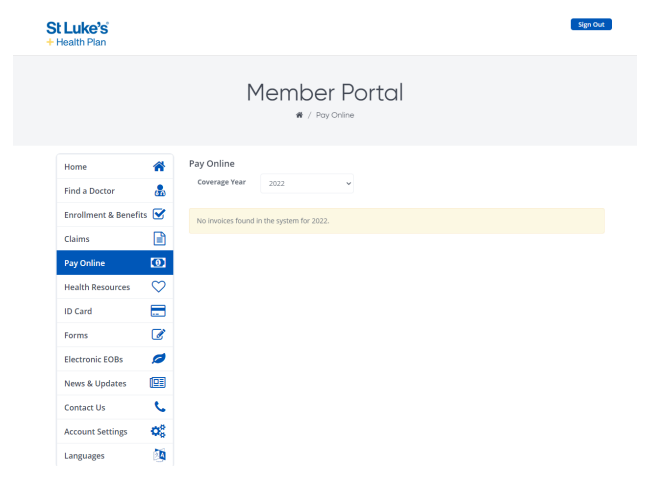 St Luke's
Health Plan
Sign Out
Member Portal
/ Pay Online
Home
Find a Doctor
Enrollment & Benefits
Claims
Pay Online
Health Resources
ID Card
Forms
Electronic EOBs
News & Updates
Contact Us
Account Settings
Languages
Pay Online
Coverage Year
2022
No invoices found in the system for 2022.